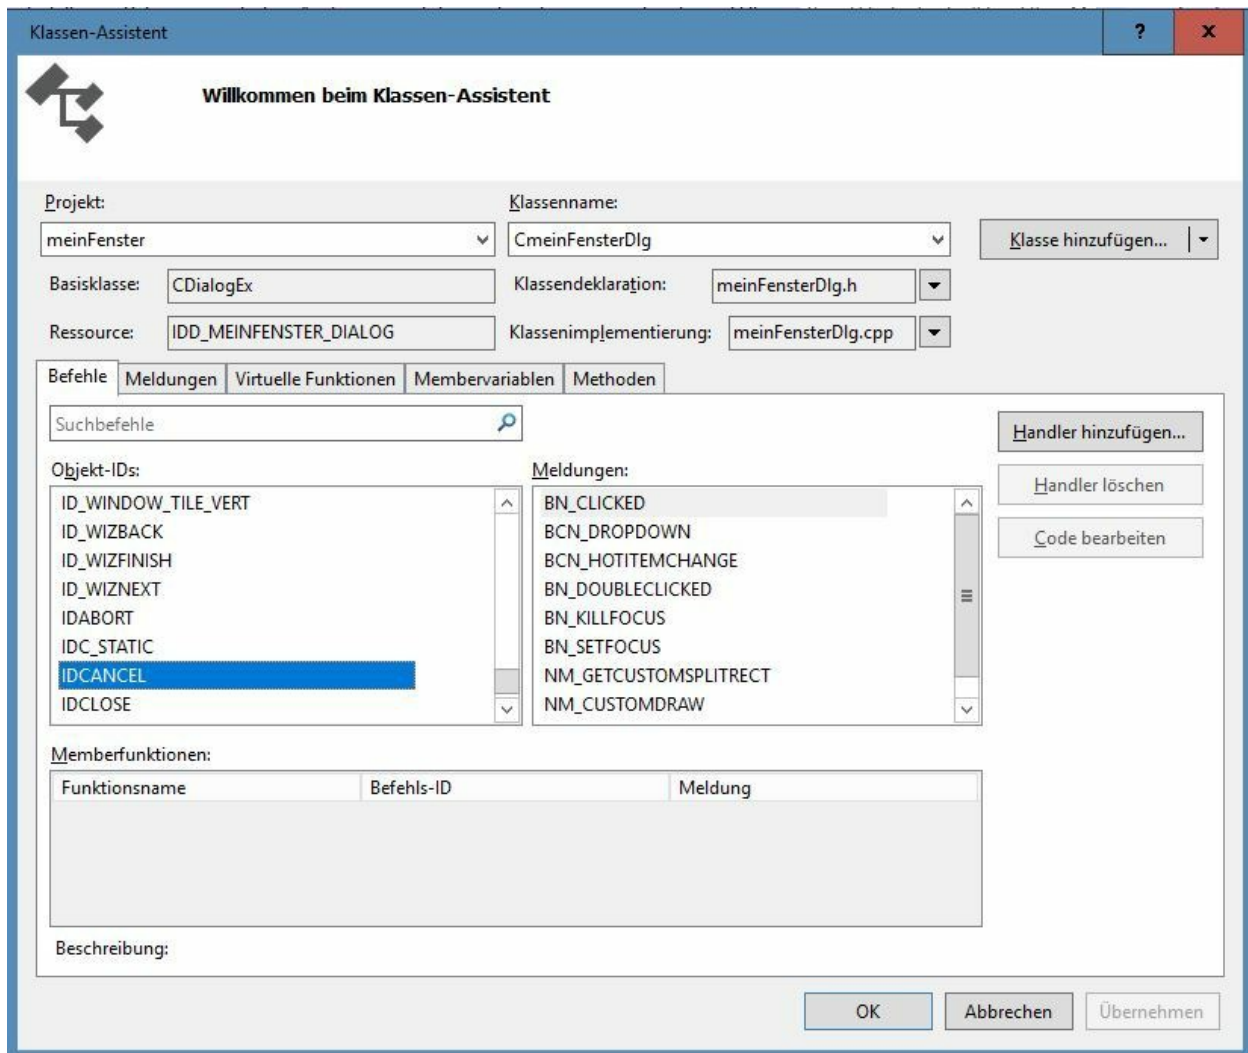 Klassen-Assistent
?
x
Willkommen beim Klassen-Assistent
Projekt:
Klassenname:
meinFenster
CmeinFensterDlg
Klasse hinzufügen...
Basisklasse:
CDialogEx
Klassendeklaration:
meinFensterDlg.h
Ressource:
IDD_MEINFENSTER_DIALOG
Klassenimplementierung:
meinFensterDlg.cpp
Befehle
Meldungen
Virtuelle Funktionen
Membervariablen
Methoden
Suchbefehle
Handler hinzufügen...
Handler löschen
Code bearbeiten
Objekt-IDs:
ID_WINDOW_TILE_VERT
ID_WIZBACK
ID_WIZFINISH
ID_WIZNEXT
IDABORT
IDC_STATIC
IDCANCEL
IDCLOSE
Meldungen:
BN_CLICKED
BCN_DROPDOWN
BCN_HOTITEMCHANGE
BN_DOUBLECLICKED
BN_KILLFOCUS
BN_SETFOCUS
NM_GETCUSTOMSPLITRECT
NM_CUSTOMDRAW
Memberfunktionen:
Funktionsname
Befehls-ID
Meldung
Beschreibung:
OK
Abbrechen
Übernehmen